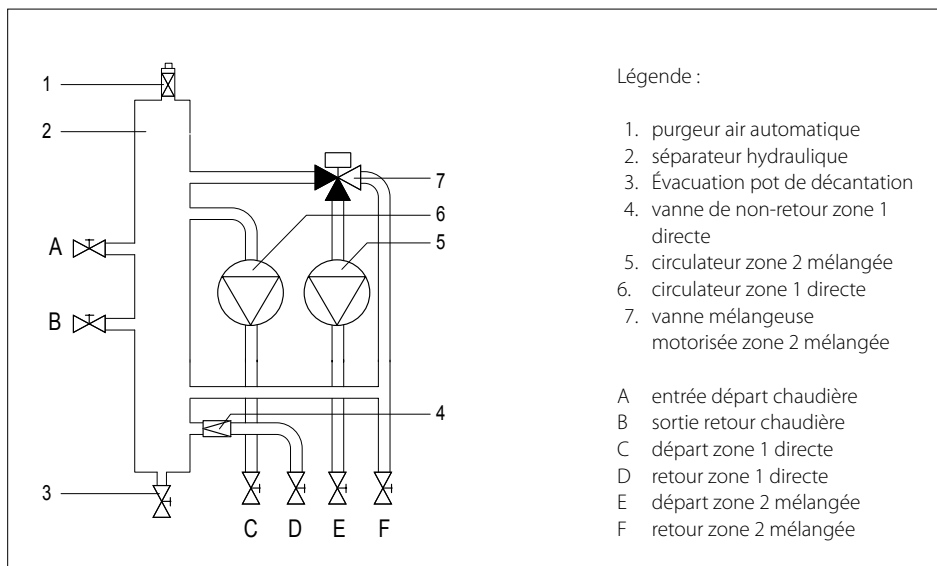 1
2
A
B
3
7
6
5
4
C D E F
Légende :
1. purgeur air automatique
2. séparateur hydraulique
3. Évacuation pot de décantation
4. vanne de non-retour zone 1
directe
5. circulateur zone 2 mélangée
6. circulateur zone 1 directe
7. vanne mélangeuse
motorisée zone 2 mélangée
A entrée départ chaudière
B sortie retour chaudière
C départ zone 1 directe
D retour zone 1 directe
E départ zone 2 mélangée
F retour zone 2 mélangée